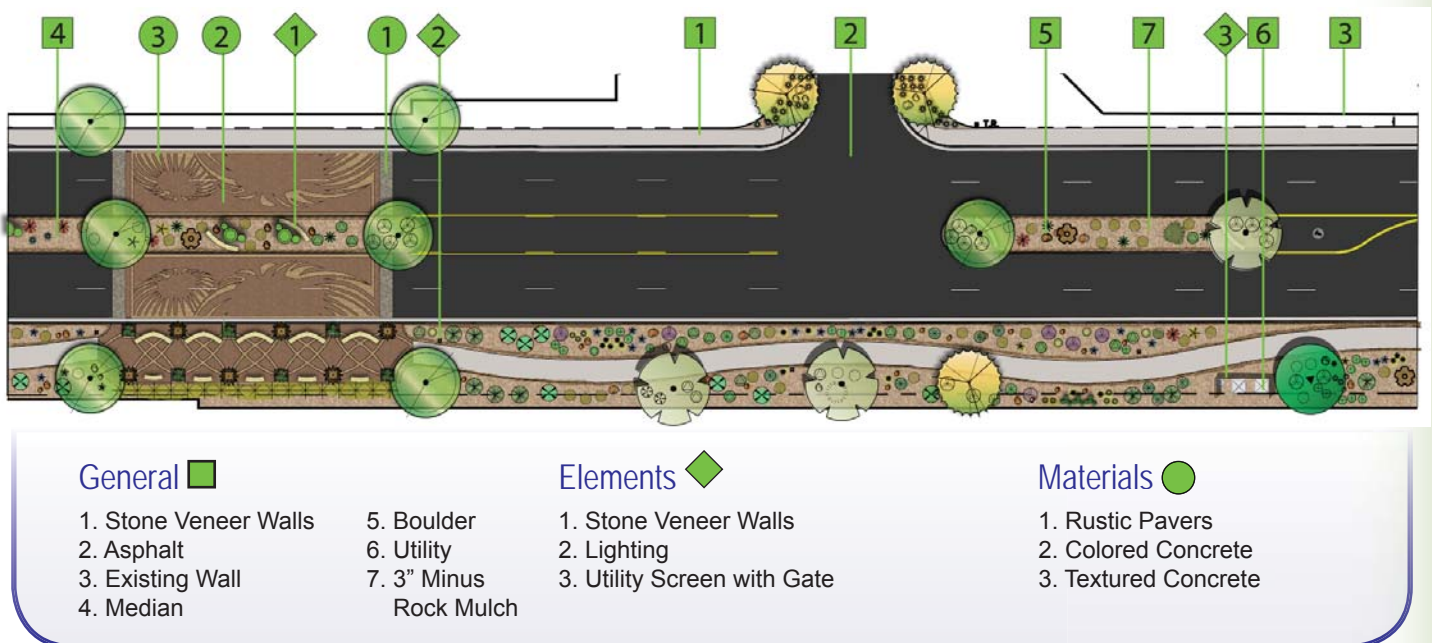 4 3 2 1 1 2 1 2 5 7 3 6 3
T.P.
General
1. Stone Veneer Walls
2. Asphalt
3. Existing Wall
4. Median
5. Boulder
6. Utility
7. 3” Minus
Rock Mulch
Elements
1. Stone Veneer Walls
2. Lighting
3. Utility Screen with Gate
Materials
1. Rustic Pavers
2. Colored Concrete
3. Textured Concrete